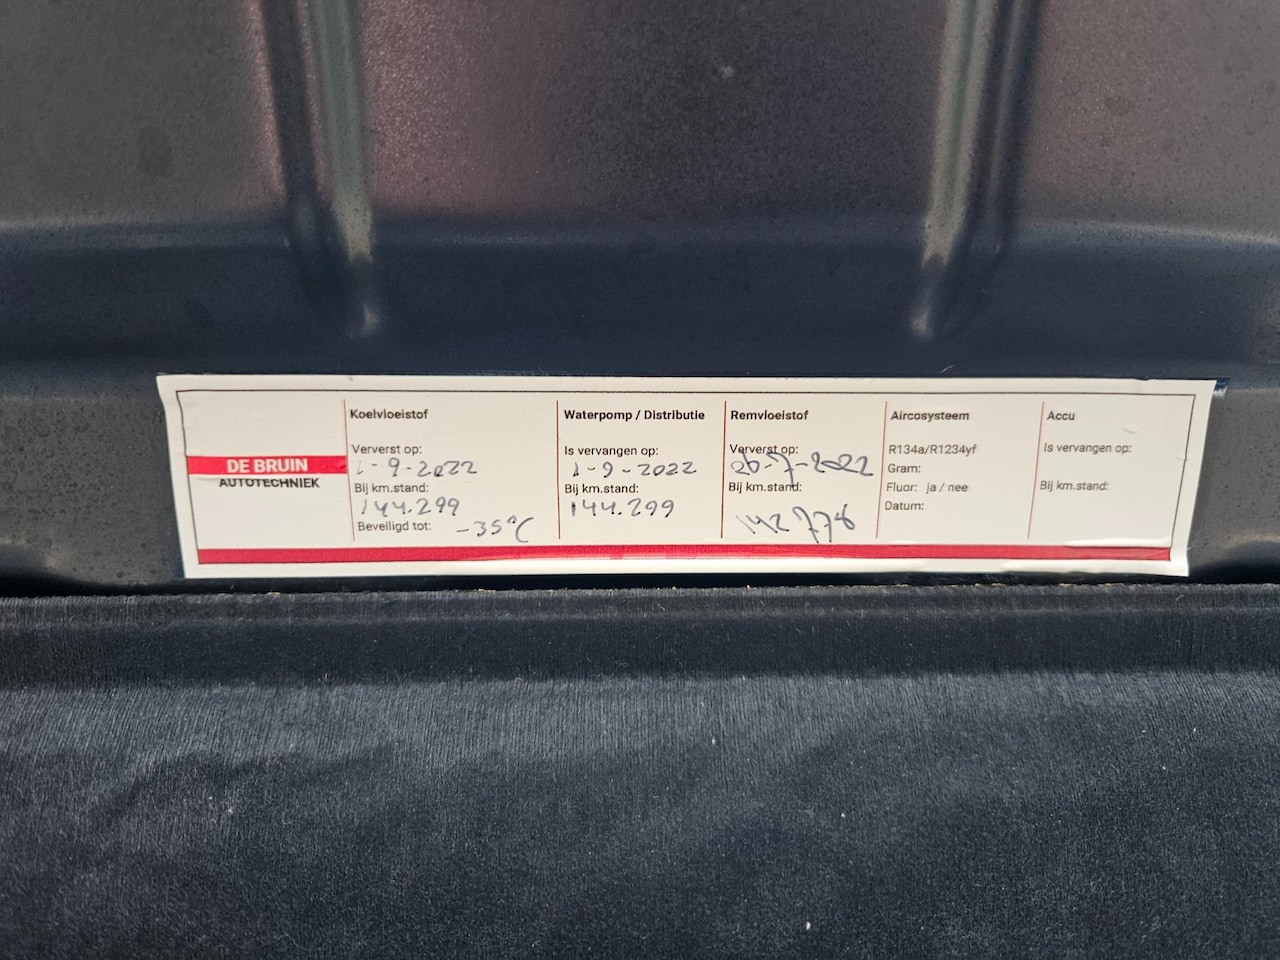 DE BRUIN
AUTOTECHNIEK
Koelvloeistof
Ververst op:
1-9-2022
Bij km.stand:
144.299
Beveiligd tot: -35°C
Waterpomp / Distributie
Is vervangen op:
1-9-2022
Bij km.stand:
144.299
Remvloeistof
Ververst op:
26-7-2022
Bij km.stand:
142778
Aircosysteem
R134a/R1234yf
Gram:
Fluor: ja / nee
Datum:
Accu
Is vervangen op:
Bij km.stand: